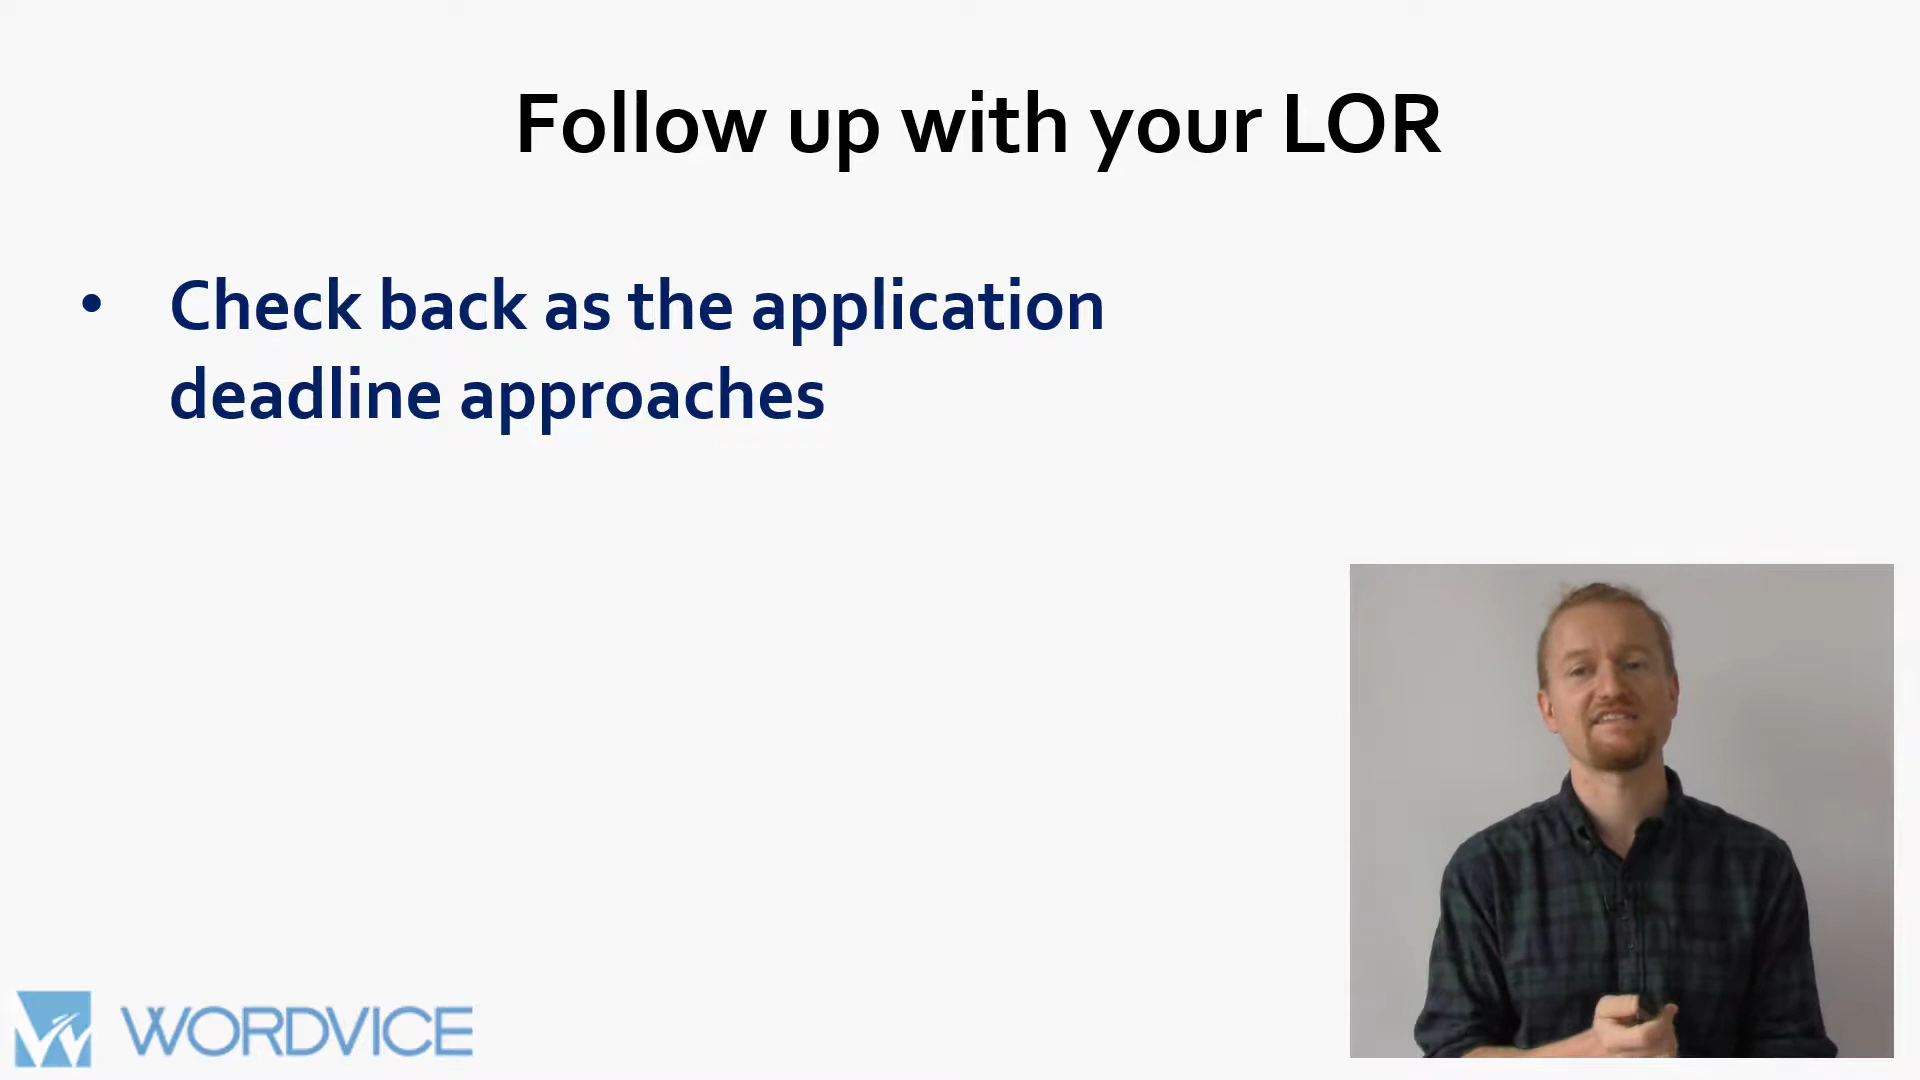 Follow up with your LOR
• Check back as the application
deadline approaches
WORDVICE